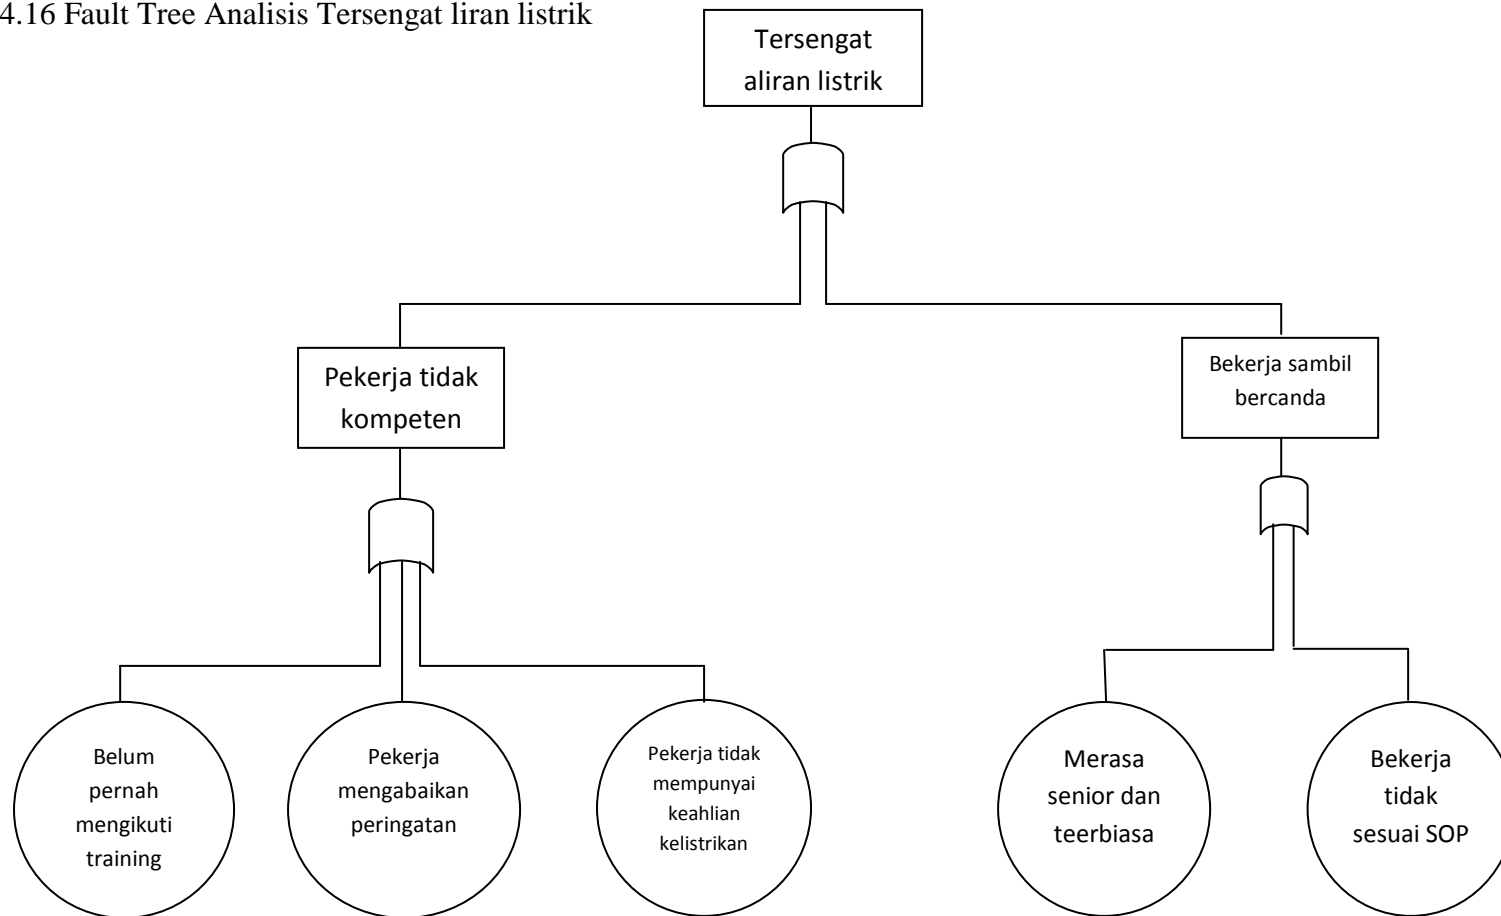 4.16 Fault Tree Analisis Tersengat liran listrik
Tersengat
aliran listrik
Pekerja tidak
kompeten
Bekerja sambil
bercanda
Belum
pernah
mengikuti
training
Pekerja
mengabaikan
peringatan
Pekerja tidak
mempunyai
keahlian
kelistrikan
Merasa
senior dan
teerbiasa
Bekerja
tidak
sesuai SOP